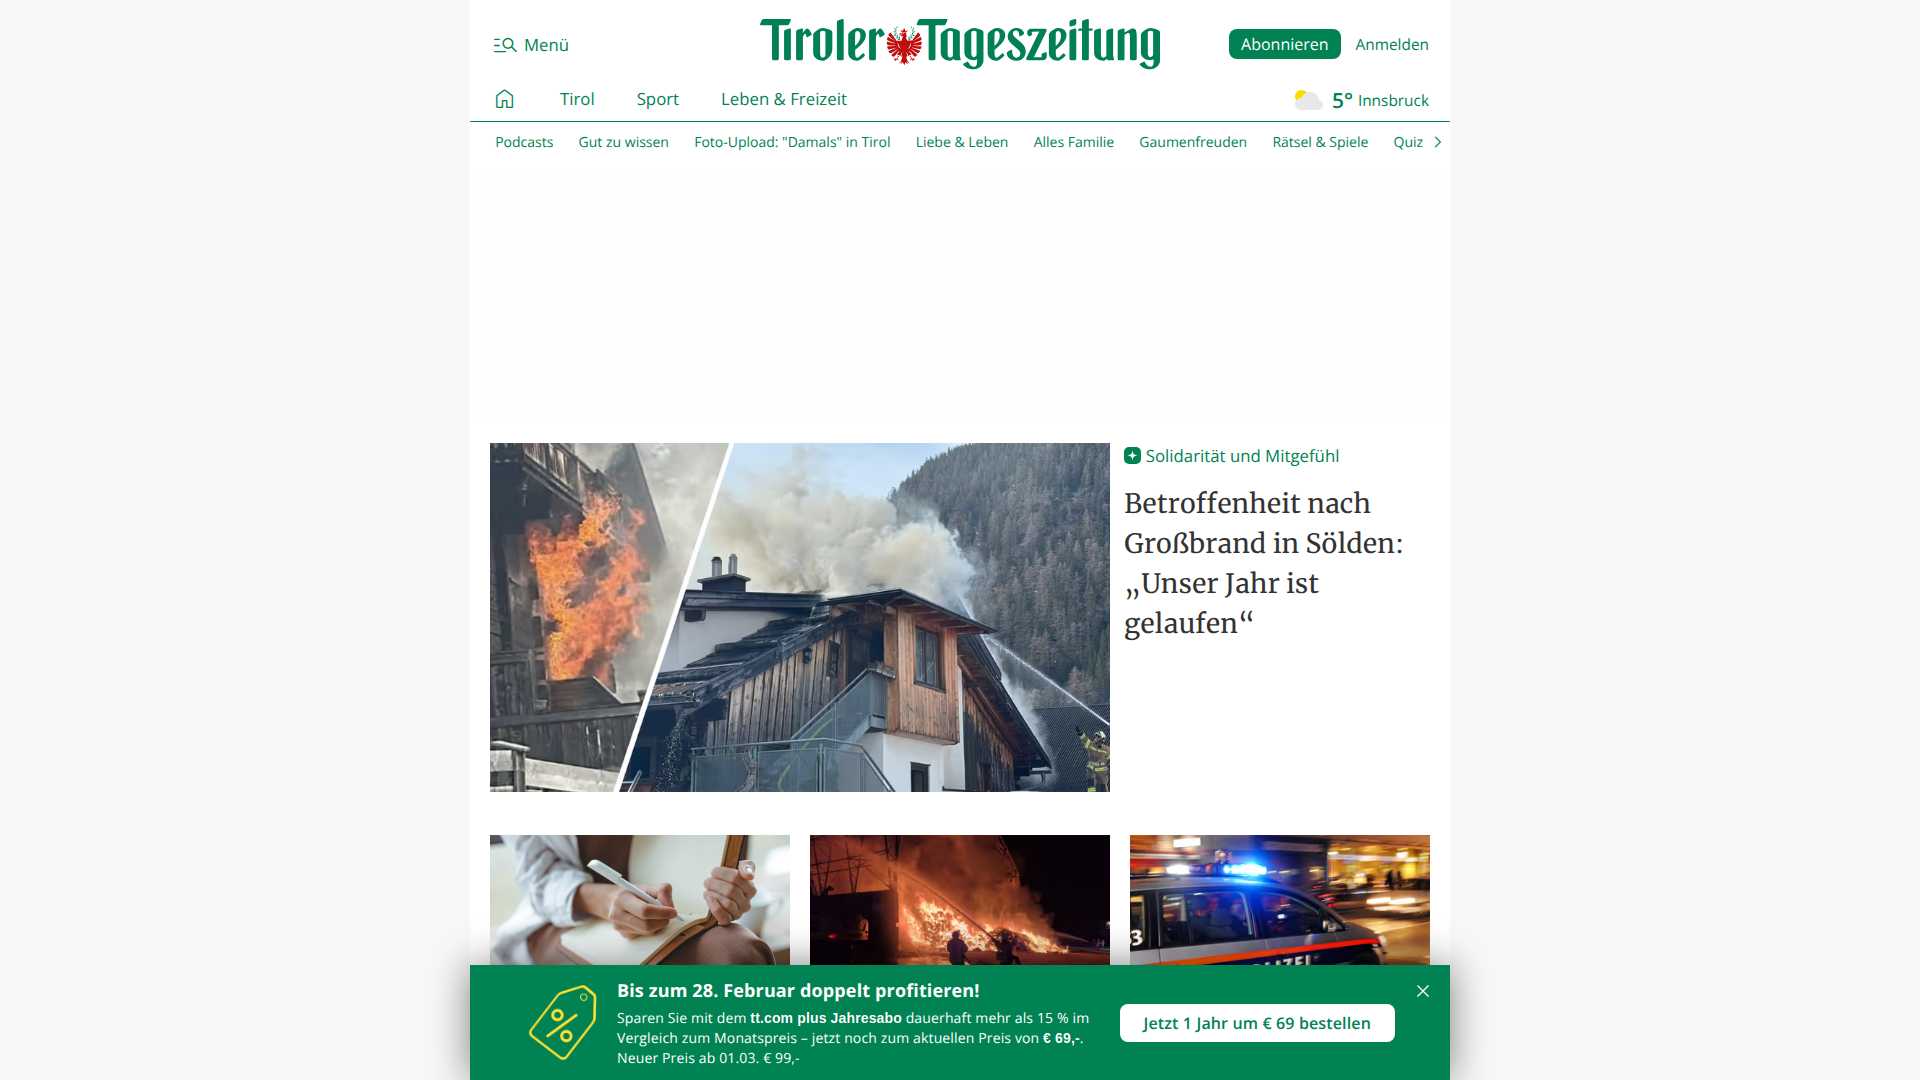 Menü
Tiroler Tageszeitung
Abonnieren
Anmelden
Tirol
Sport
Leben & Freizeit
5° Innsbruck
Podcasts
Gut zu wissen
Foto-Upload: "Damals" in Tirol
Liebe & Leben
Alles Familie
Gaumenfreuden
Rätsel & Spiele
Quiz
Solidarität und Mitgefühl
Betroffenheit nach
Großbrand in Sölden:
„Unser Jahr ist
gelaufen“
3
Bis zum 28. Februar doppelt profitieren!
Sparen Sie mit dem tt.com plus Jahresabo dauerhaft mehr als 15 % im
Vergleich zum Monatspreis – jetzt noch zum aktuellen Preis von € 69,-.
Neuer Preis ab 01.03. € 99,-
Jetzt 1 Jahr um € 69 bestellen